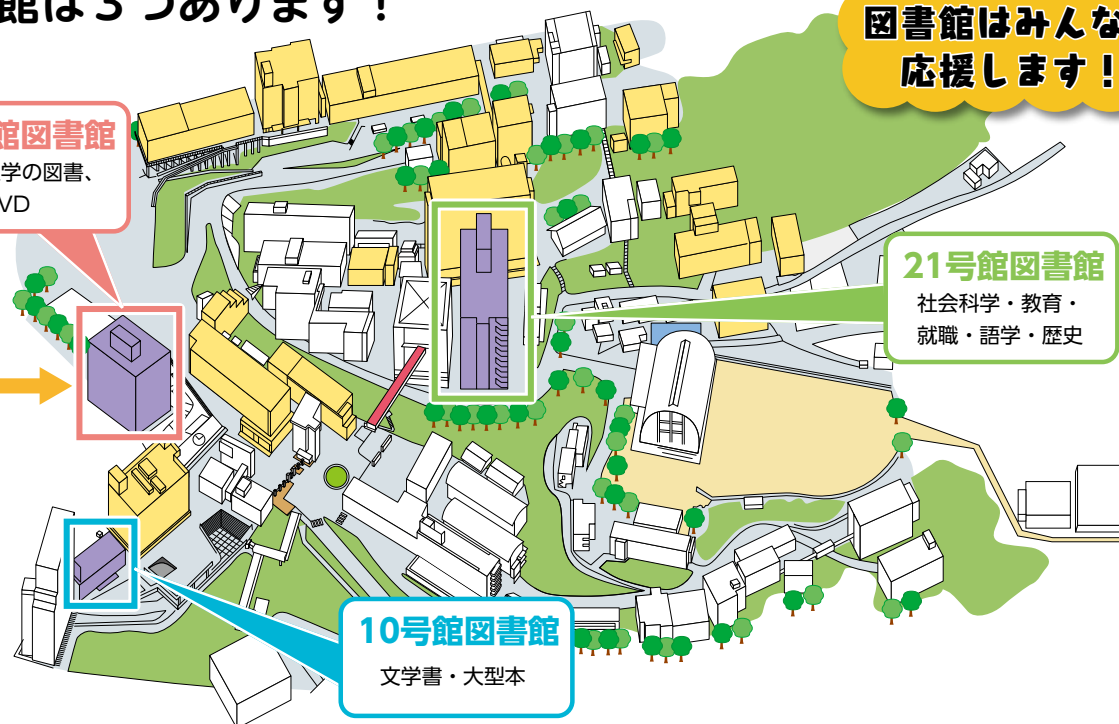 館は３つあります！
図書館はみんな
応援します！
館図書館
学の図書、
VD
21号館図書館
社会科学・教育・
就職・語学・歴史
10号館図書館
文学書・大型本